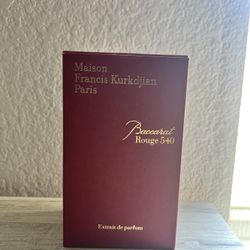 Maison
Francis Kurkdjian
Paris
Baccarat
Rouge 540
Extrait de parfum